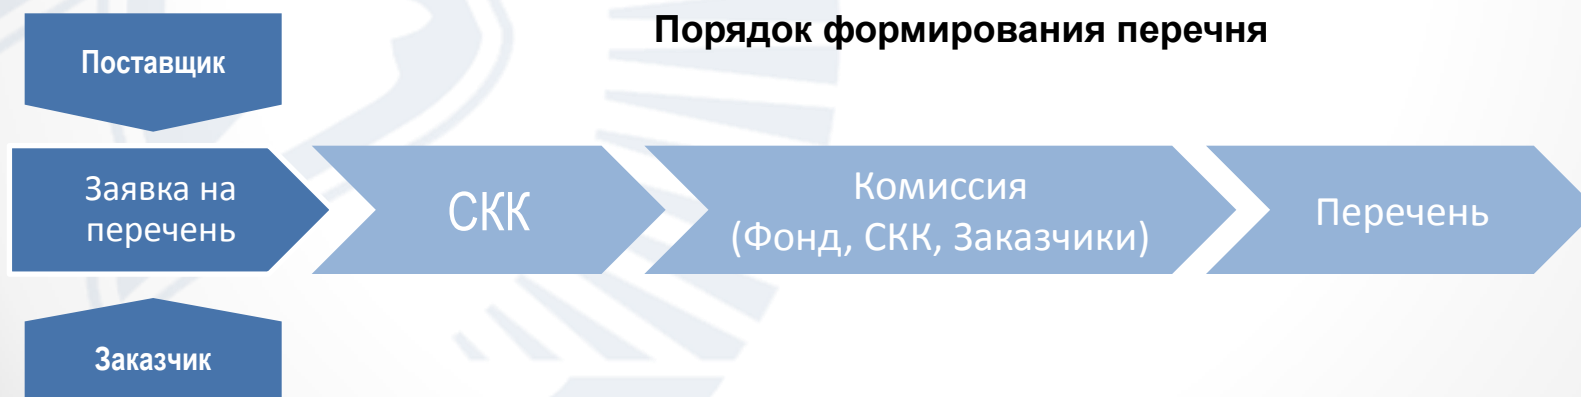 Порядок формирования перечня
Поставщик
Заявка на
перечень
СКК
Комиссия
(Фонд, СКК, Заказчики)
Перечень
Заказчик